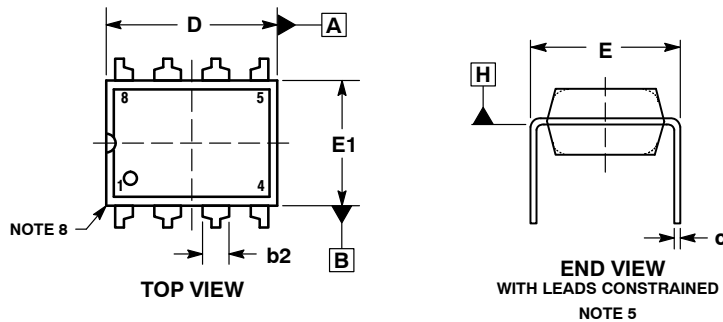 D
A
8
5
E1
1
4
NOTE 8
b2
B
TOP VIEW
E
H
c
END VIEW
WITH LEADS CONSTRAINED
NOTE 5